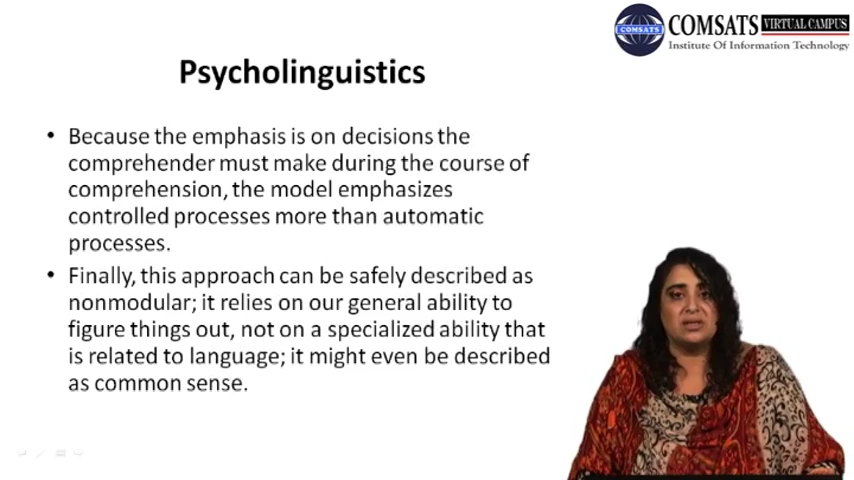 COMSATS VIRTUAL CAMPUS
COMSATS
Institute Of Information Technology
Psycholinguistics
• Because the emphasis is on decisions the
comprehender must make during the course of
comprehension, the model emphasizes
controlled processes more than automatic
processes.
• Finally, this approach can be safely described as
nonmodular; it relies on our general ability to
figure things out, not on a specialized ability that
is related to language; it might even be described
as common sense.